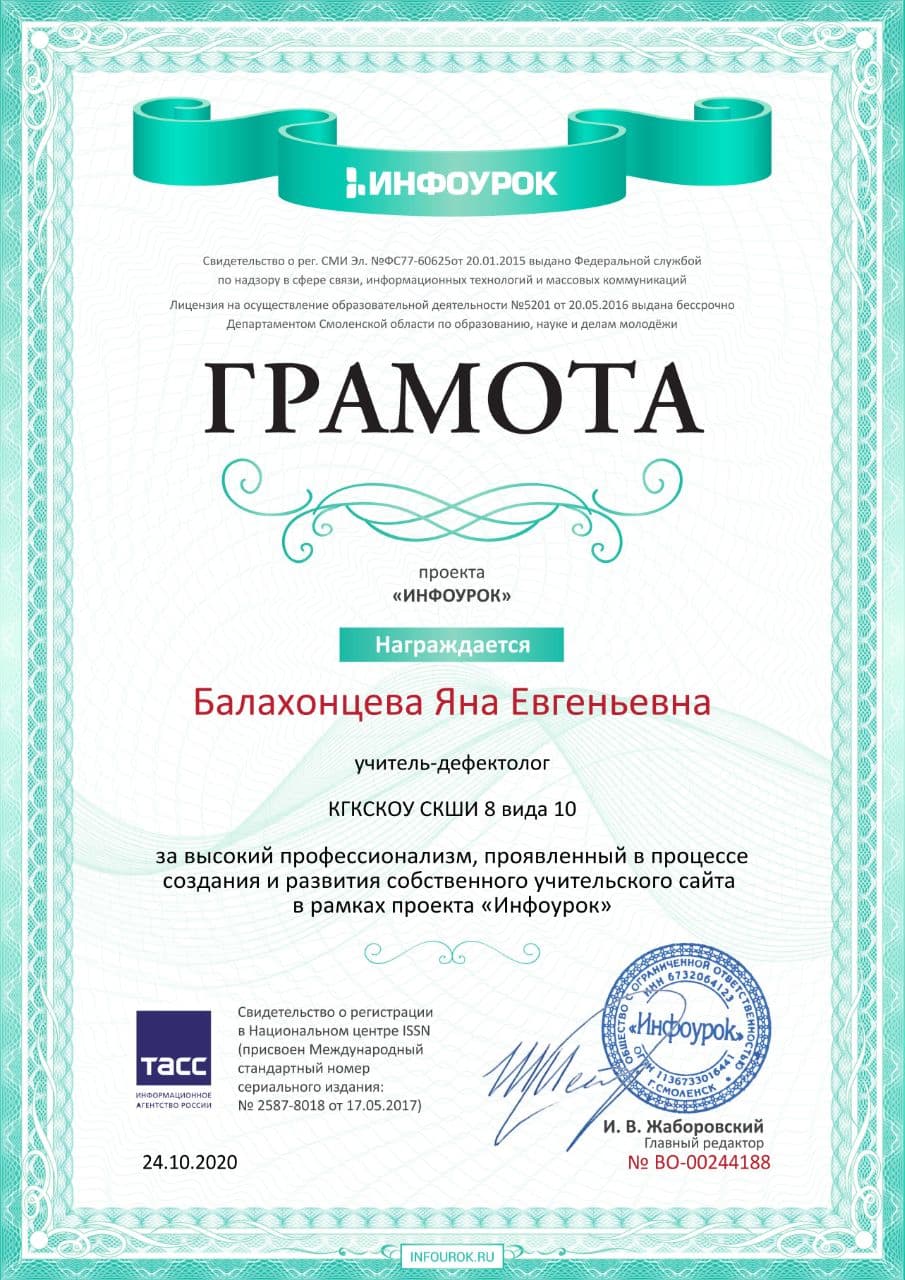 ИНФОУРОК
Свидетельство о рег. СМИ Эл. №ФС77-60625от 20.01.2015 выдано Федеральной службой
по надзору в сфере связи, информационных технологий и массовых коммуникаций
Лицензия на осуществление образовательной деятельности №5201 от 20.05.2016 выдана бессрочно
Департаментом Смоленской области по образованию, науке и делам молодёжи
ГРАМОТА
проекта
«ИНФОУРОК»
Награждается
Балахонцева Яна Евгеньевна
учитель-дефектолог
КГКСКОУ СКШИ 8 вида 10
за высокий профессионализм, проявленный в процессе
создания и развития собственного учительского сайта
в рамках проекта «Инфоурок»
тасс
ИНФОРМАЦИОННОЕ
АГЕНТСТВО РОССИИ
Свидетельство о регистрации
в Национальном центре ISSN
(присвоен Международный
стандартный номер
сериального издания:
№ 2587-8018 от 17.05.2017)
ОБЩЕСТВО С ОГРАНИЧЕННОЙ ОТВЕТСТВЕННОСТЬЮ
ИНН 6732064123
«Инфоурок»
ОГРН 1136733016441
г.СМОЛЕНСК
И. В. Жаборовский
Главный редактор
24.10.2020
№ ВО-00244188
INFOUROK.RU